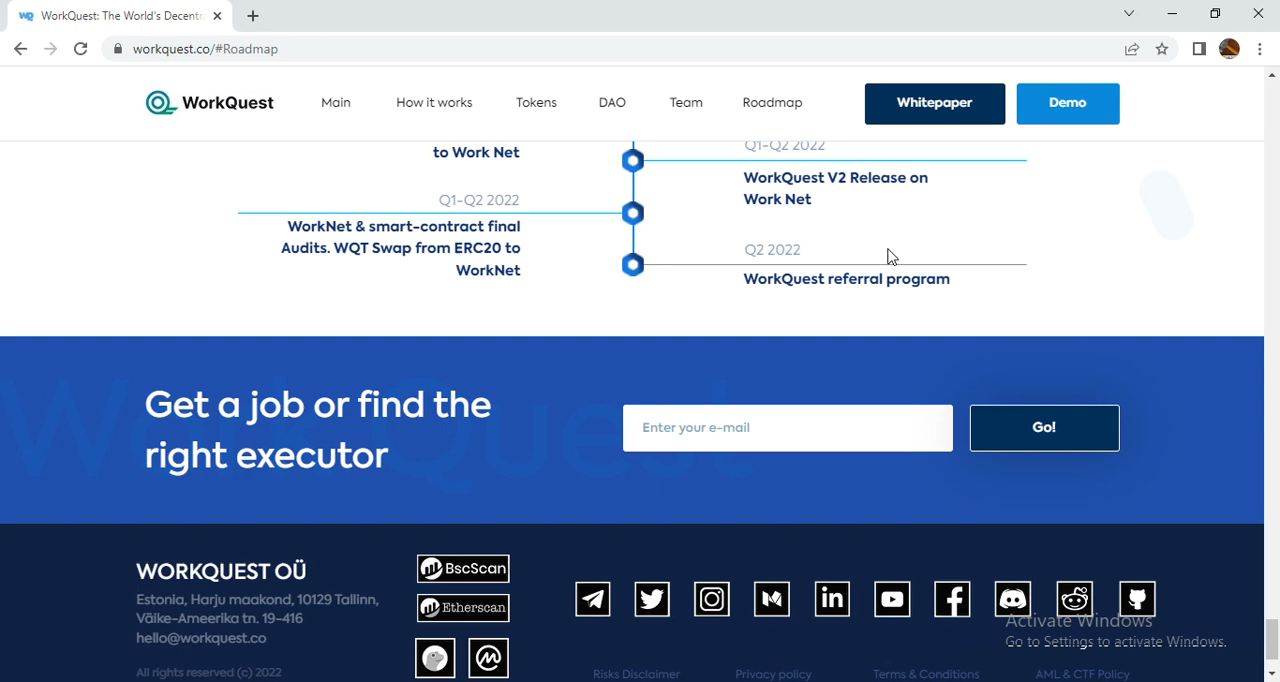 WorkQuest: The World's Decentr
workquest.co/#Roadmap
WorkQuest
Main
How it works
Tokens
DAO
Team
Roadmap
Whitepaper
Demo
to Work Net
Q1-Q2 2022
WorkQuest V2 Release on
Work Net
Q1-Q2 2022
WorkNet & smart-contract final
Audits. WQT Swap from ERC20 to
WorkNet
Q2 2022
WorkQuest referral program
Work Quest
Get a job or find the
right executor
Enter your e-mail
Go!
WORKQUEST OÜ
Estonia, Harju maakond, 10129 Tallinn,
Väike-Ameerika tn. 19-416
hello@workquest.co
All rights reserved (c) 2022
BscScan
Etherscan
Activate Windows
Go to Settings to activate Windows.
Risks Disclaimer
Privacy policy
Terms & Conditions
AML & CTF Policy